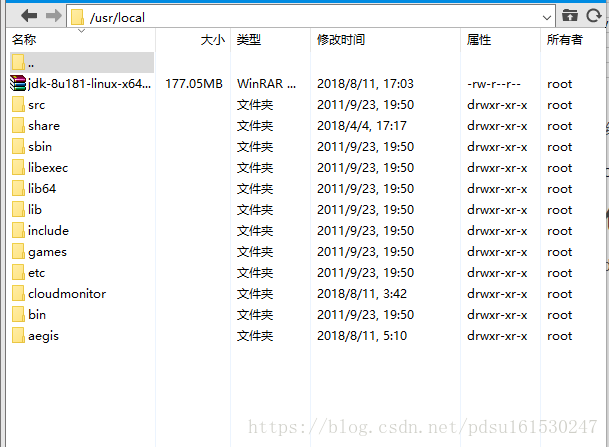 /usr/local
名称 大小 类型 修改时间 属性 所有者
..
jdk-8u181-linux-x64... 177.05MB WinRAR ... 2018/8/11, 17:03 -rw-r--r-- root
src 文件夹 2011/9/23, 19:50 drwxr-xr-x root
share 文件夹 2018/4/4, 17:17 drwxr-xr-x root
sbin 文件夹 2011/9/23, 19:50 drwxr-xr-x root
libexec 文件夹 2011/9/23, 19:50 drwxr-xr-x root
lib64 文件夹 2011/9/23, 19:50 drwxr-xr-x root
lib 文件夹 2011/9/23, 19:50 drwxr-xr-x root
include 文件夹 2011/9/23, 19:50 drwxr-xr-x root
games 文件夹 2011/9/23, 19:50 drwxr-xr-x root
etc 文件夹 2011/9/23, 19:50 drwxr-xr-x root
cloudmonitor 文件夹 2018/8/11, 3:42 drwxr-xr-x root
bin 文件夹 2011/9/23, 19:50 drwxr-xr-x root
aegis 文件夹 2018/8/11, 5:10 drwxr-xr-x root
https://blog.csdn.net/pdsu161530247